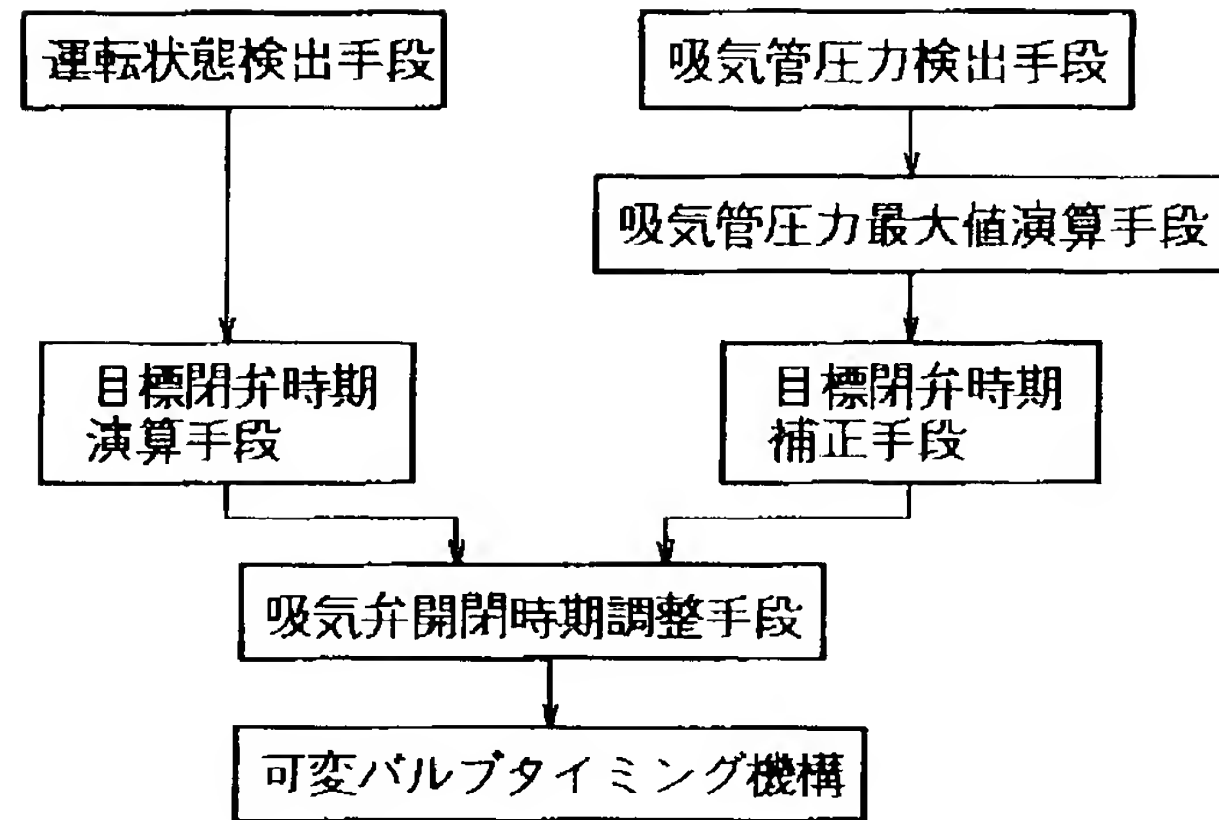 運転状態検出手段
吸気管圧力検出手段
吸気管圧力最大値演算手段
目標閉弁時期
演算手段
目標閉弁時期
補正手段
吸気弁開閉時期調整手段
可変バルブタイミング機構